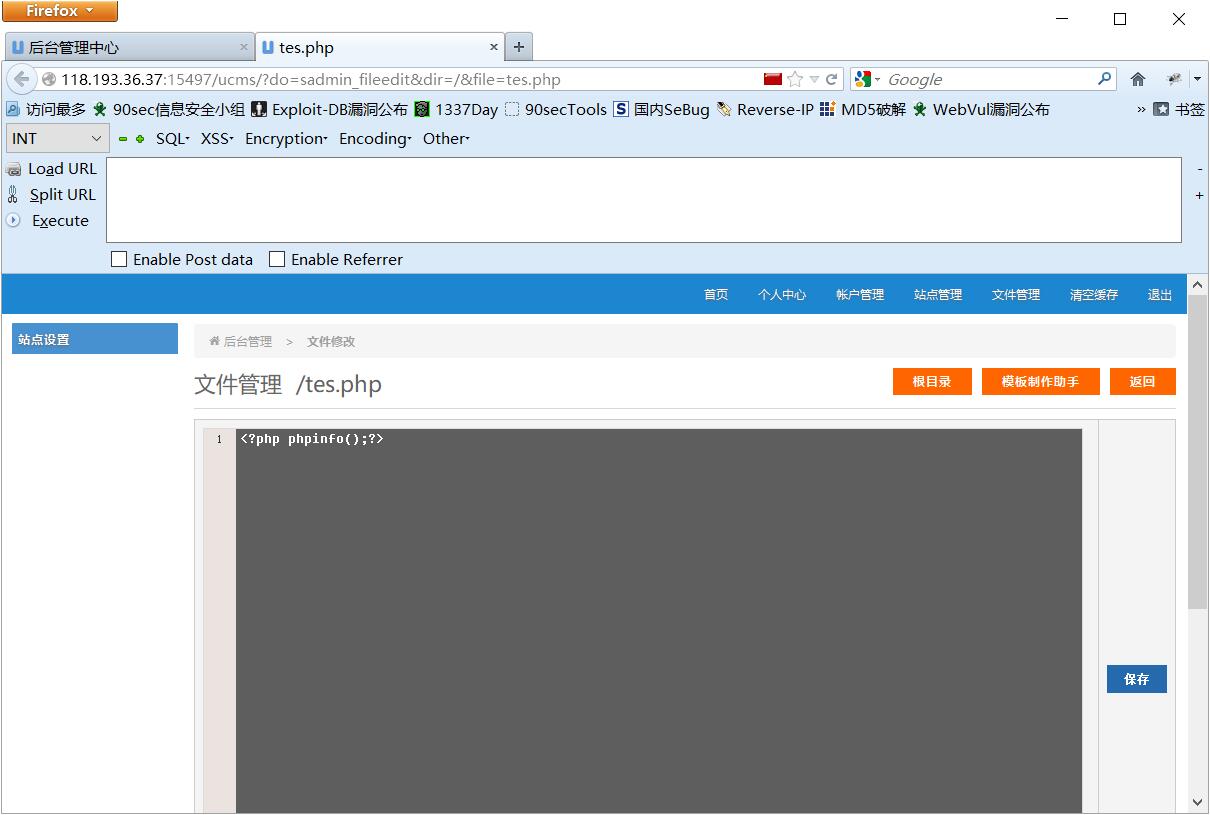 Firefox
后台管理中心
tes.php
118.193.36.37:15497/ucms/?do=sadmin_fileedit&dir=/&file=tes.php
Google
访问最多 90sec信息安全小组 Exploit-DB漏洞公布 1337Day 90secTools 国内SeBug Reverse-IP MD5破解 WebVul漏洞公布 » 书签
INT SQL XSS Encryption Encoding Other
Load URL
Split URL
Execute
Enable Post data Enable Referrer
首页 个人中心 帐户管理 站点管理 文件管理 清空缓存 退出
站点设置
后台管理 > 文件修改
文件管理 /tes.php
根目录 模板制作助手 返回
1 <?php phpinfo();?>
保存